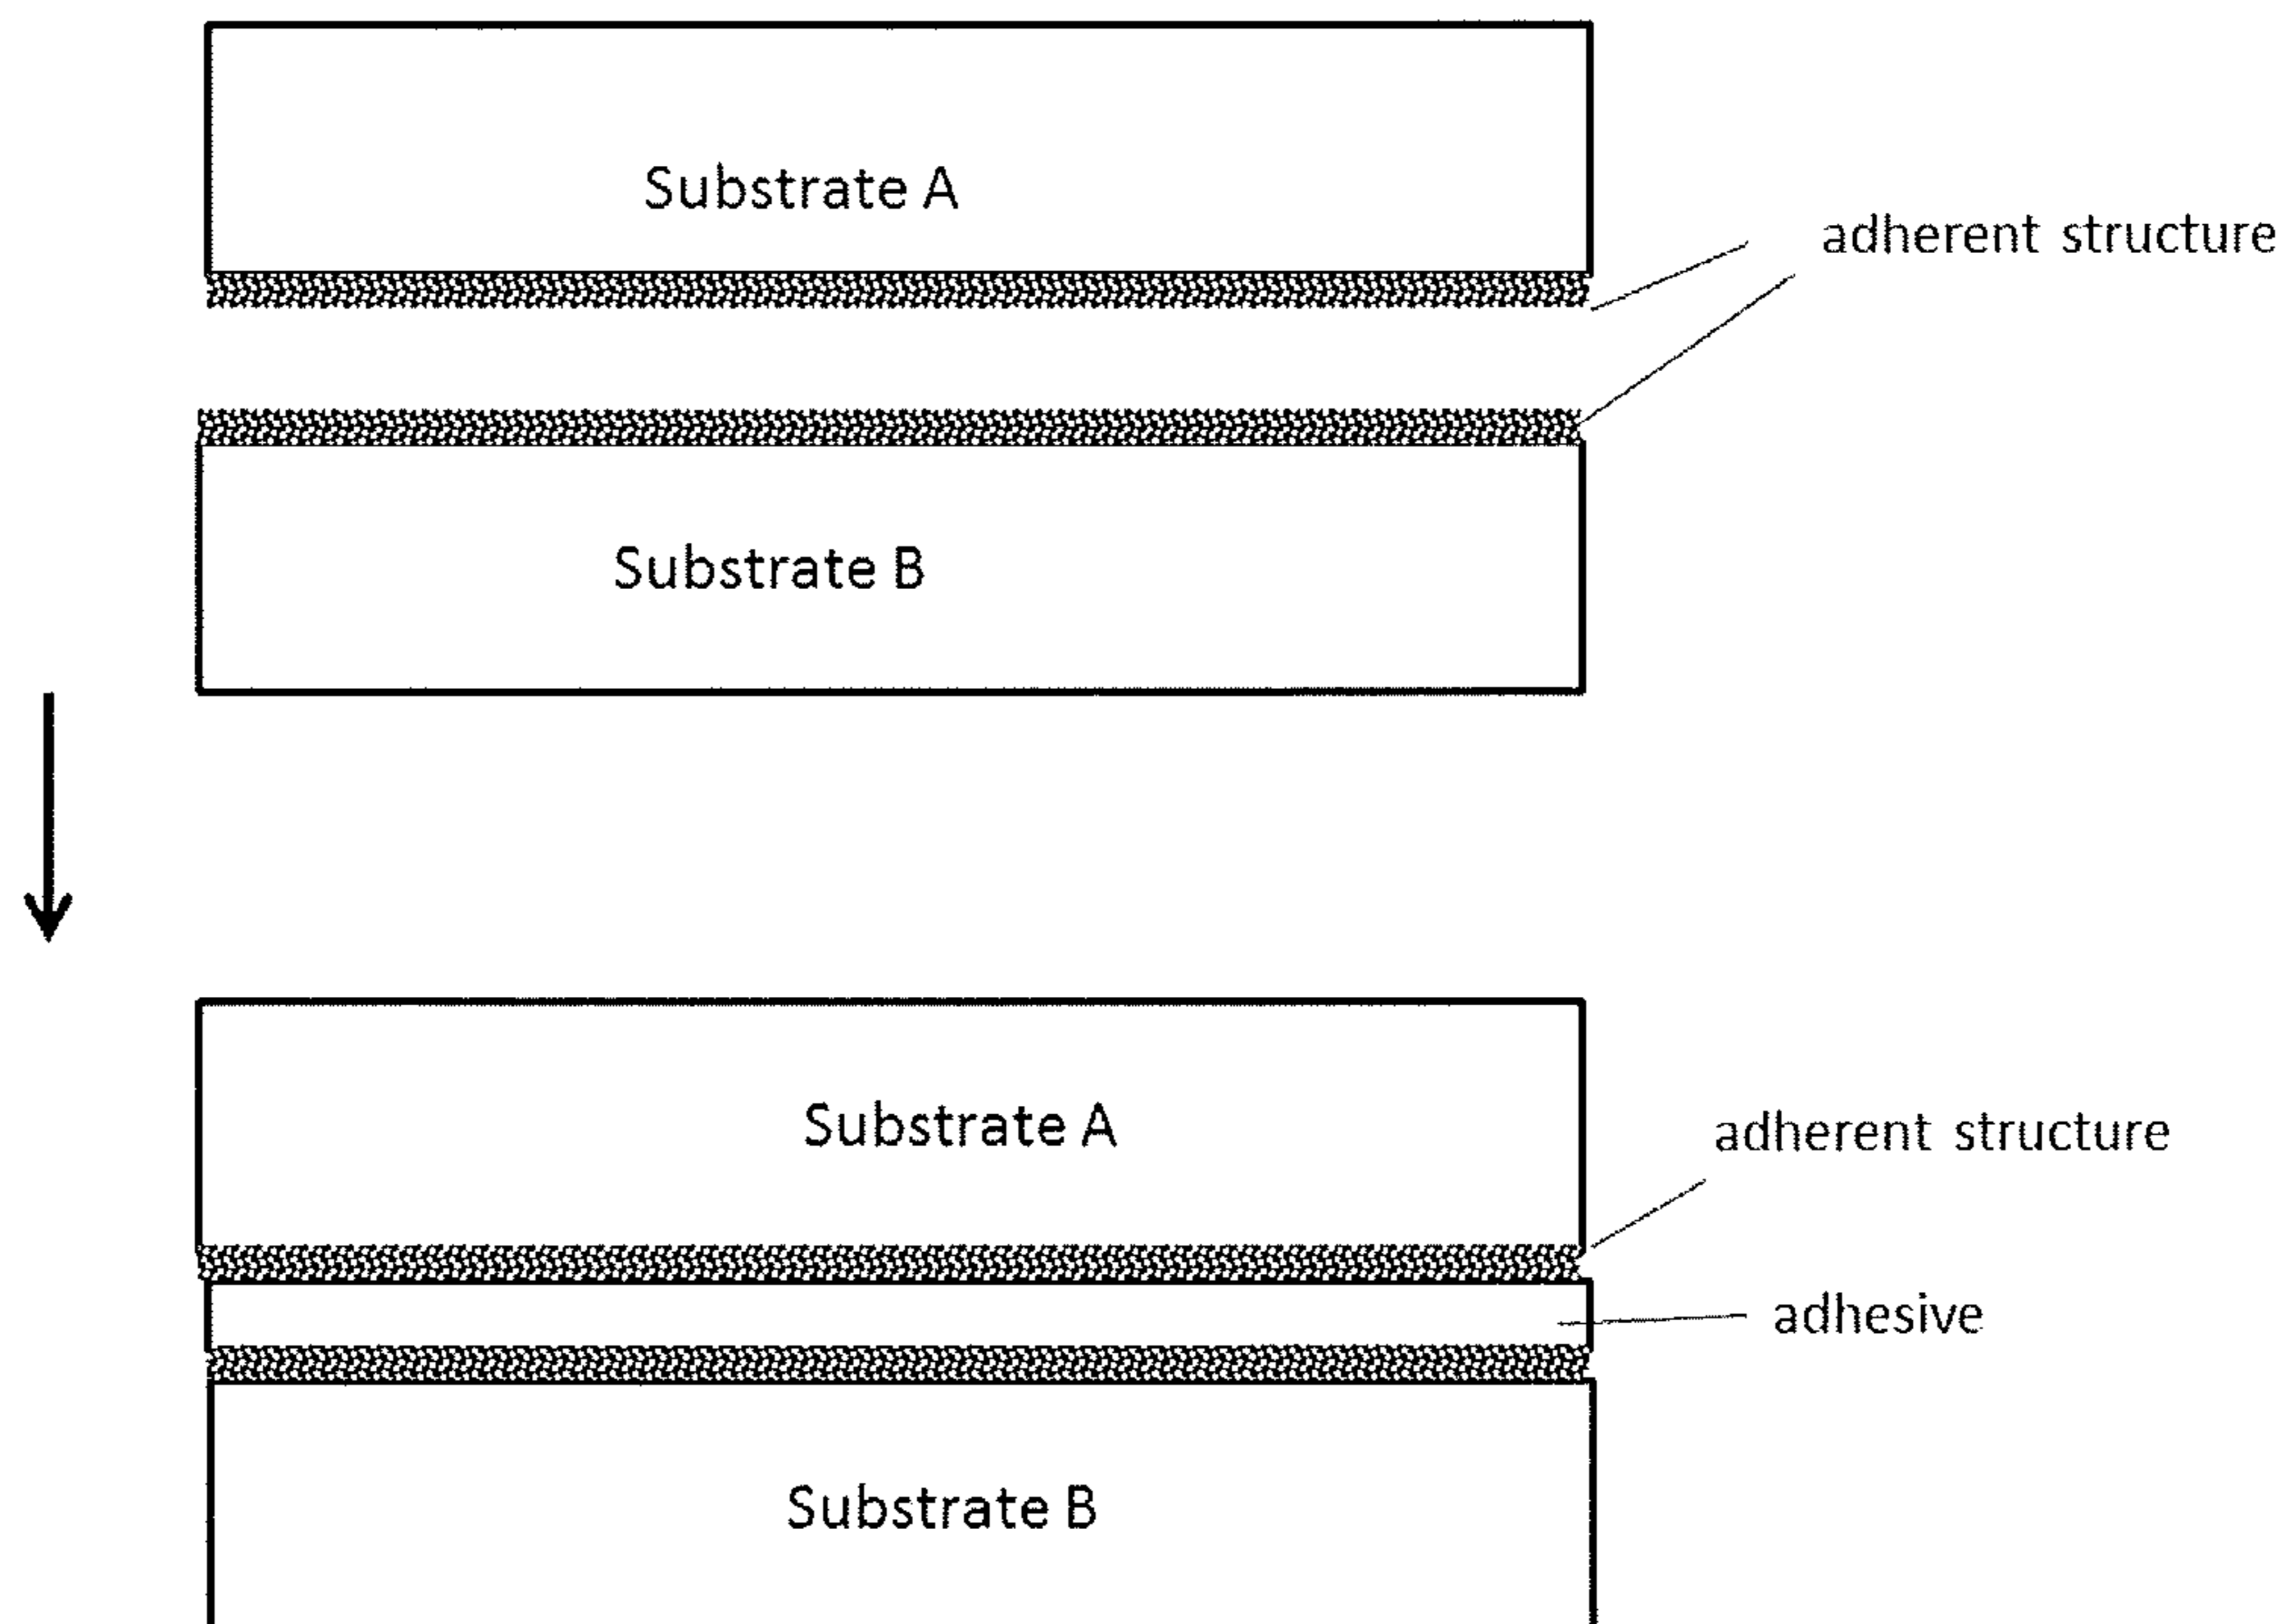 Substrate A
adherent structure
Substrate B
Substrate A
adherent structure
adhesive
Substrate B